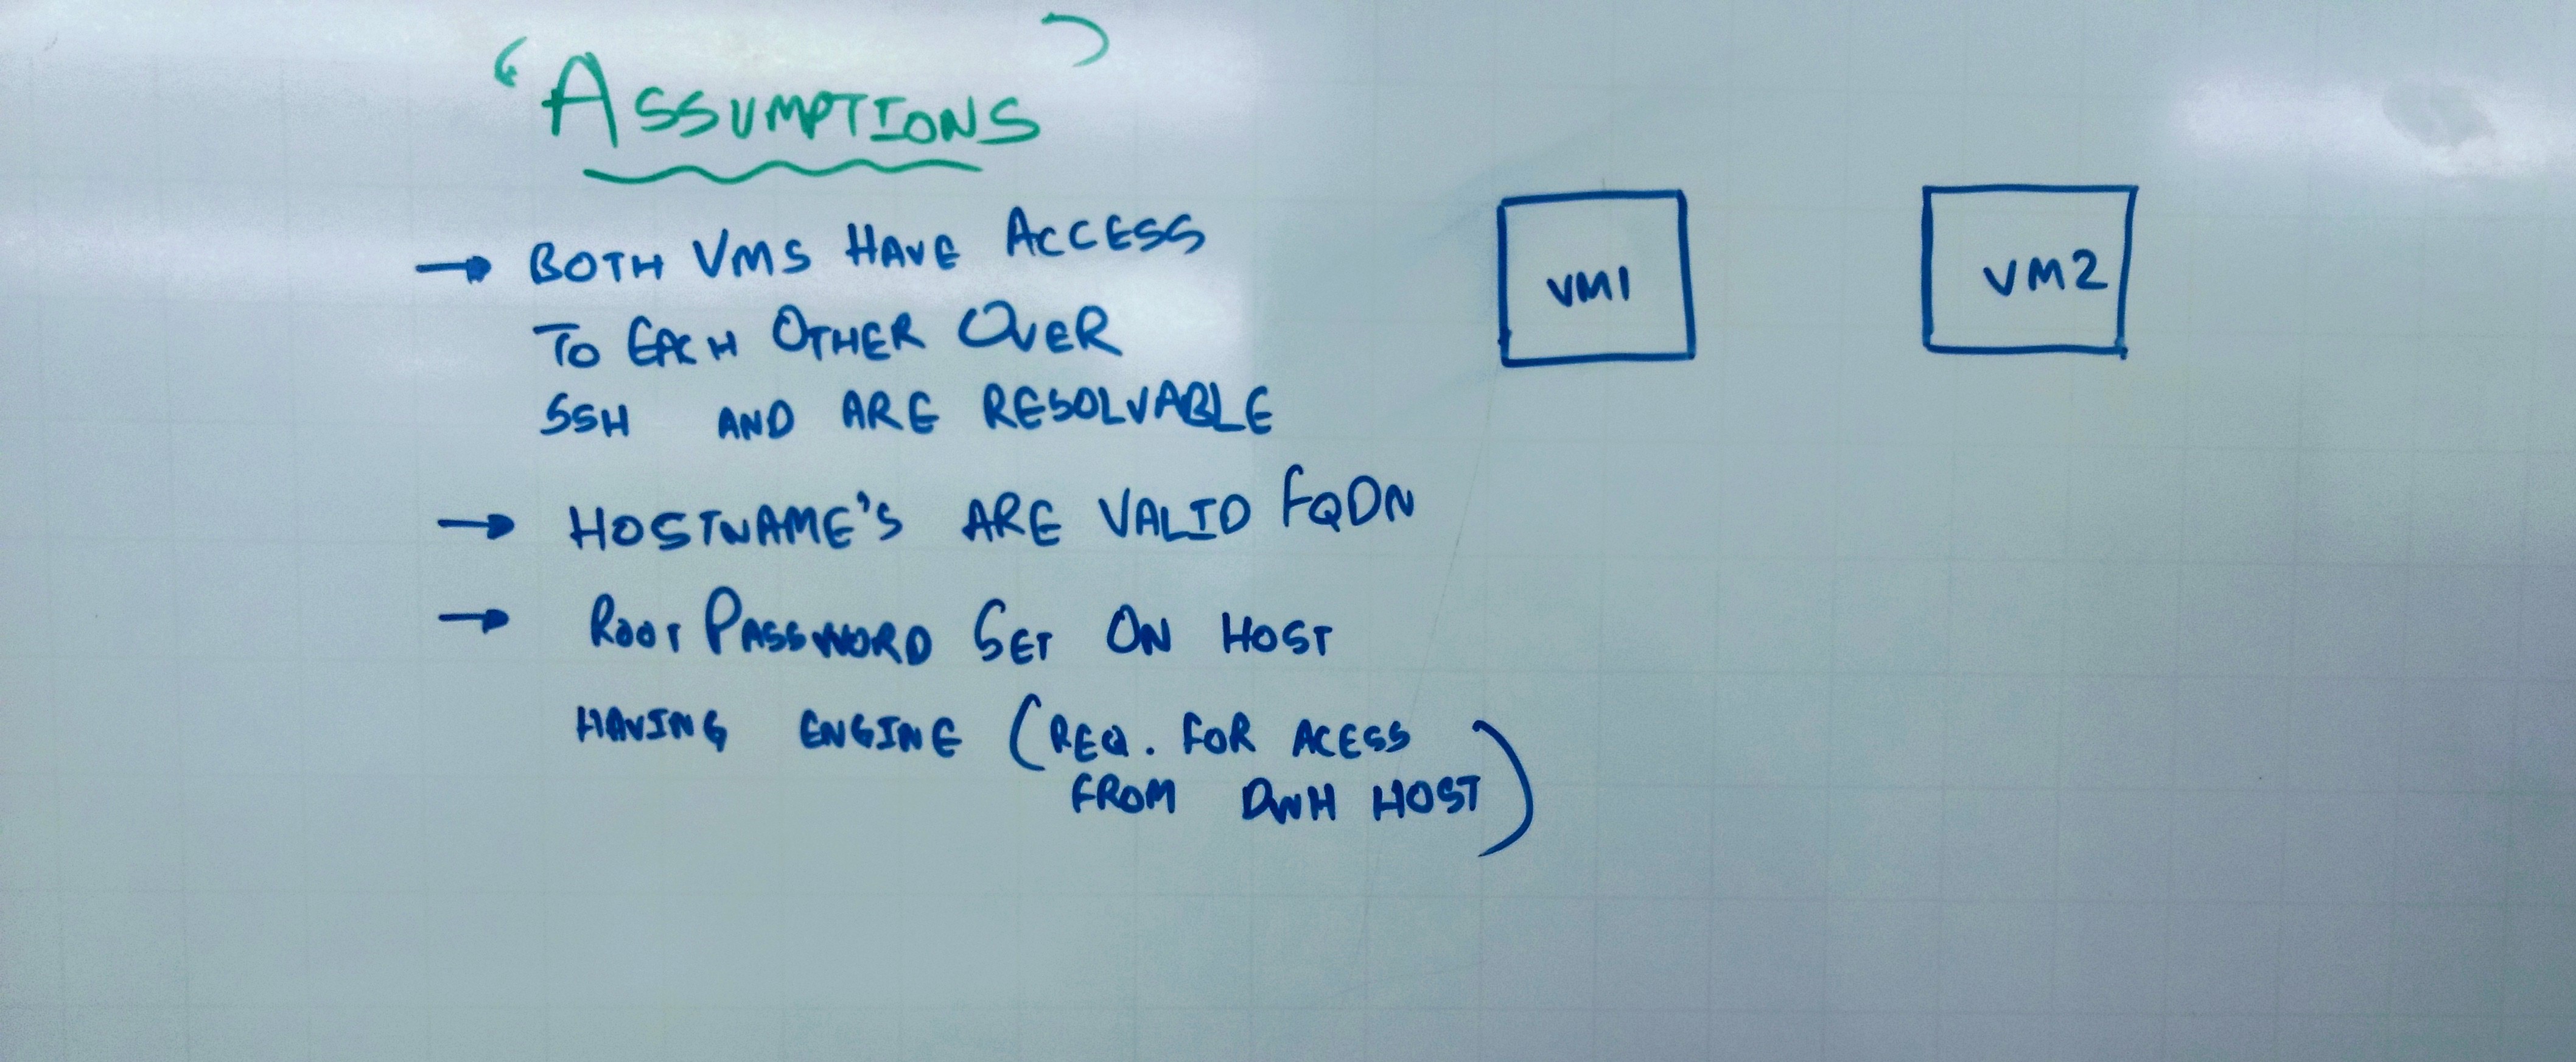 "ASSUMPTIONS"
→ BOTH VMS HAVE ACCESS
TO EACH OTHER OVER
SSH AND ARE RESOLVABLE
→ HOSTNAME'S ARE VALID FQDN
→ ROOT PASSWORD SET ON HOST
HAVING ENGINE (REQ. FOR ACESS
FROM DWH HOST)
VM1
VM2